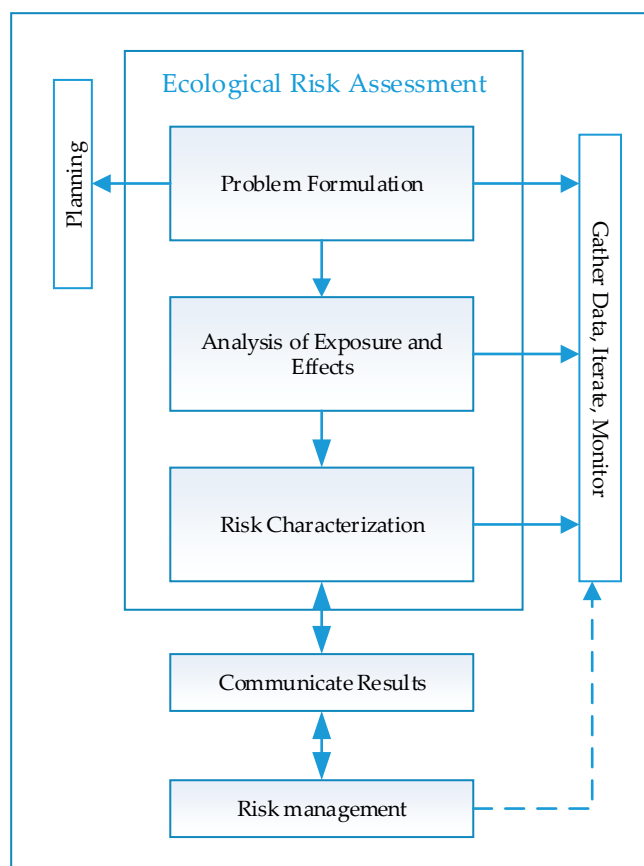 Ecological Risk Assessment
Planning
Problem Formulation
Gather Data, Iterate, Monitor
Analysis of Exposure and
Effects
Risk Characterization
Communicate Results
Risk management